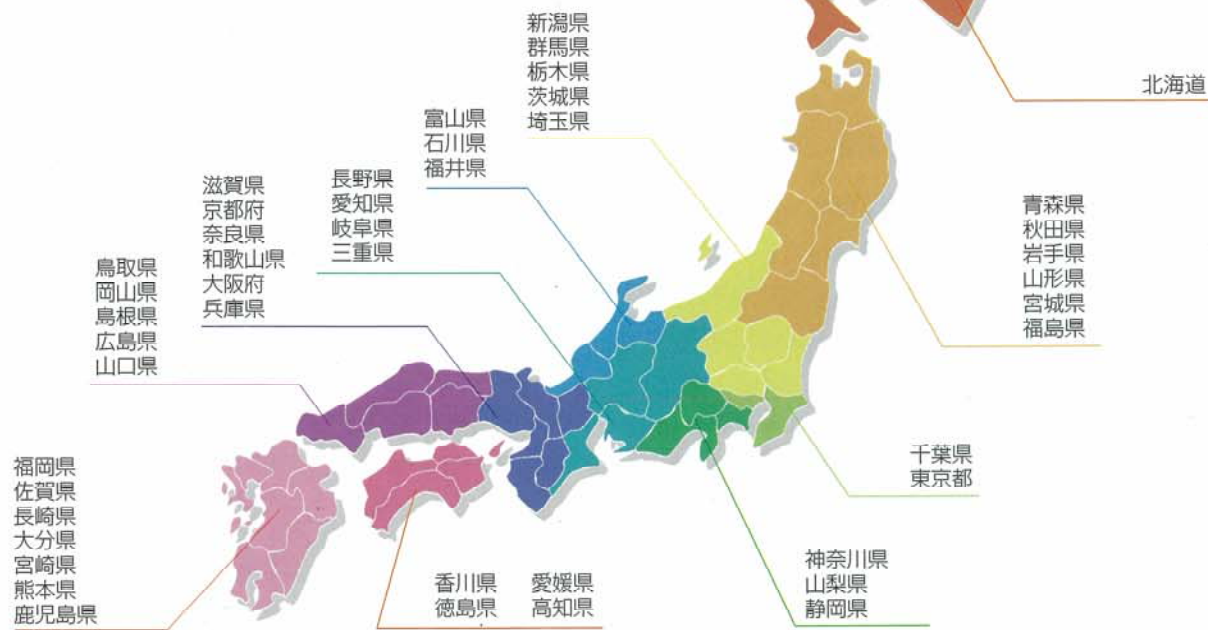 新潟県
群馬県
栃木県
茨城県
埼玉県
北海道
富山県
石川県
福井県
長野県
愛知県
岐阜県
三重県
滋賀県
京都府
奈良県
和歌山県
大阪府
兵庫県
青森県
秋田県
岩手県
山形県
宮城県
福島県
鳥取県
岡山県
島根県
広島県
山口県
千葉県
東京都
福岡県
佐賀県
長崎県
大分県
宮崎県
熊本県
鹿児島県
香川県 愛媛県
徳島県 高知県
神奈川県
山梨県
静岡県